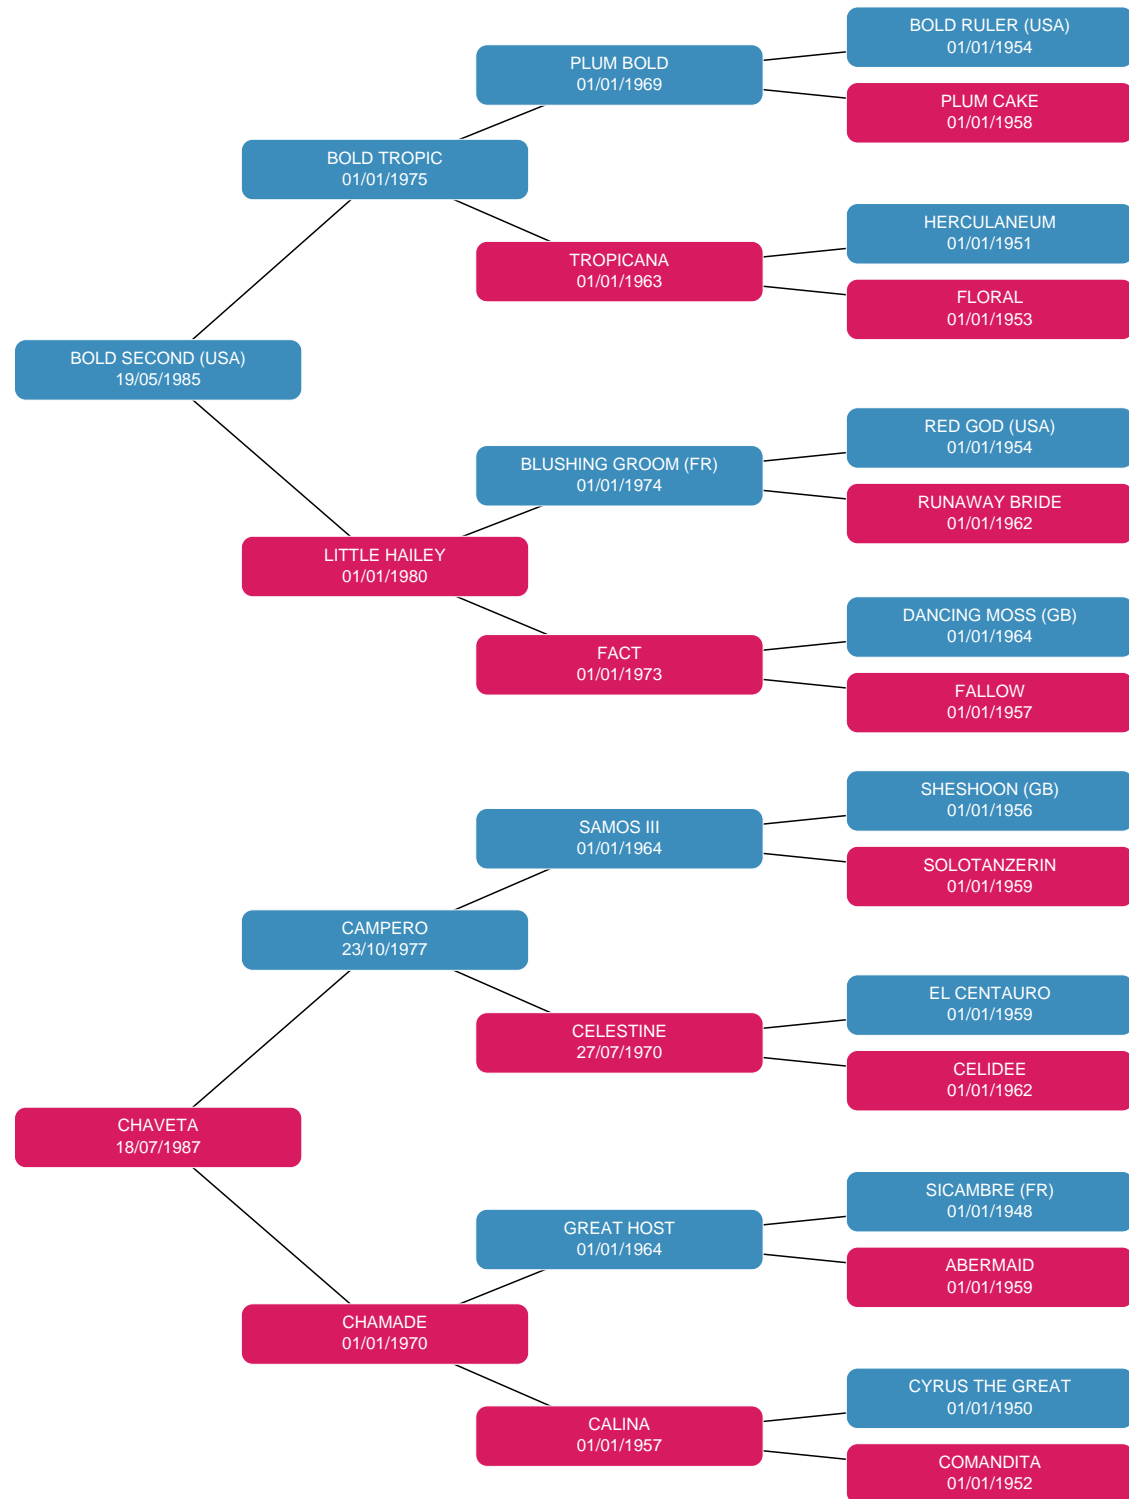 BOLD RULER (USA)
01/01/1954
PLUM BOLD
01/01/1969
PLUM CAKE
01/01/1958
BOLD TROPIC
01/01/1975
HERCULANEUM
01/01/1951
TROPICANA
01/01/1963
FLORAL
01/01/1953
BOLD SECOND (USA)
19/05/1985
RED GOD (USA)
01/01/1954
BLUSHING GROOM (FR)
01/01/1974
RUNAWAY BRIDE
01/01/1962
LITTLE HAILEY
01/01/1980
DANCING MOSS (GB)
01/01/1964
FACT
01/01/1973
FALLOW
01/01/1957
SHESHOON (GB)
01/01/1956
SAMOS III
01/01/1964
SOLOTANZERIN
01/01/1959
CAMPERO
23/10/1977
EL CENTAURO
01/01/1959
CELESTINE
27/07/1970
CELIDEE
01/01/1962
CHAVETA
18/07/1987
SICAMBRE (FR)
01/01/1948
GREAT HOST
01/01/1964
ABERMAID
01/01/1959
CHAMADE
01/01/1970
CYRUS THE GREAT
01/01/1950
CALINA
01/01/1957
COMANDITA
01/01/1952